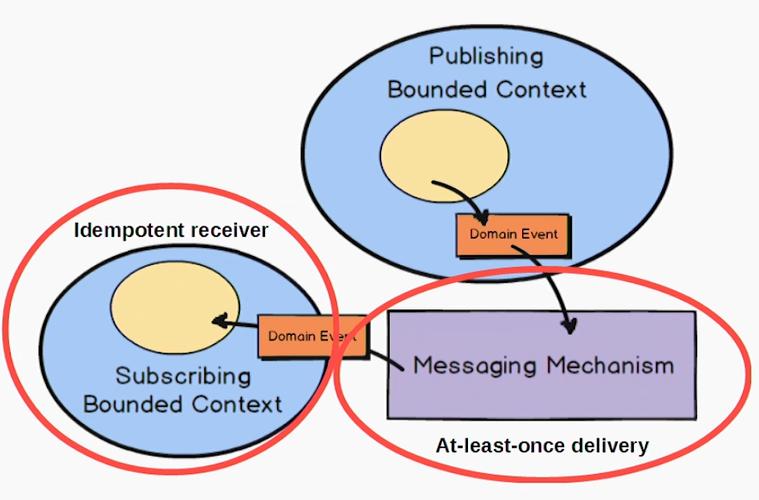 Publishing
Bounded Context
Domain Event
Idempotent receiver
Domain Event
Messaging Mechanism
Subscribing
Bounded Context
At-least-once delivery